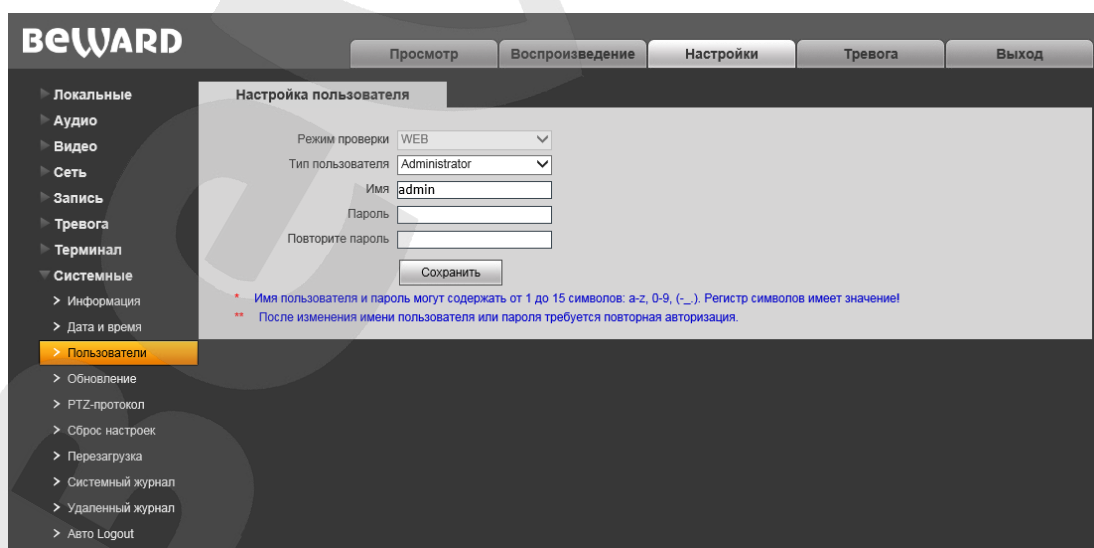 BEWARD
Просмотр Воспроизведение Настройки Тревога Выход
Локальные
Аудио
Видео
Сеть
Запись
Тревога
Терминал
Системные
> Информация
> Дата и время
> Пользователи
> Обновление
> PTZ-протокол
> Сброс настроек
> Перезагрузка
> Системный журнал
> Удаленный журнал
> Авто Logout
Настройка пользователя
Режим проверки WEB
Тип пользователя Administrator
Имя admin
Пароль
Повторите пароль
Сохранить
* Имя пользователя и пароль могут содержать от 1 до 15 символов: a-z, 0-9, (-_.). Регистр символов имеет значение!
** После изменения имени пользователя или пароля требуется повторная авторизация.